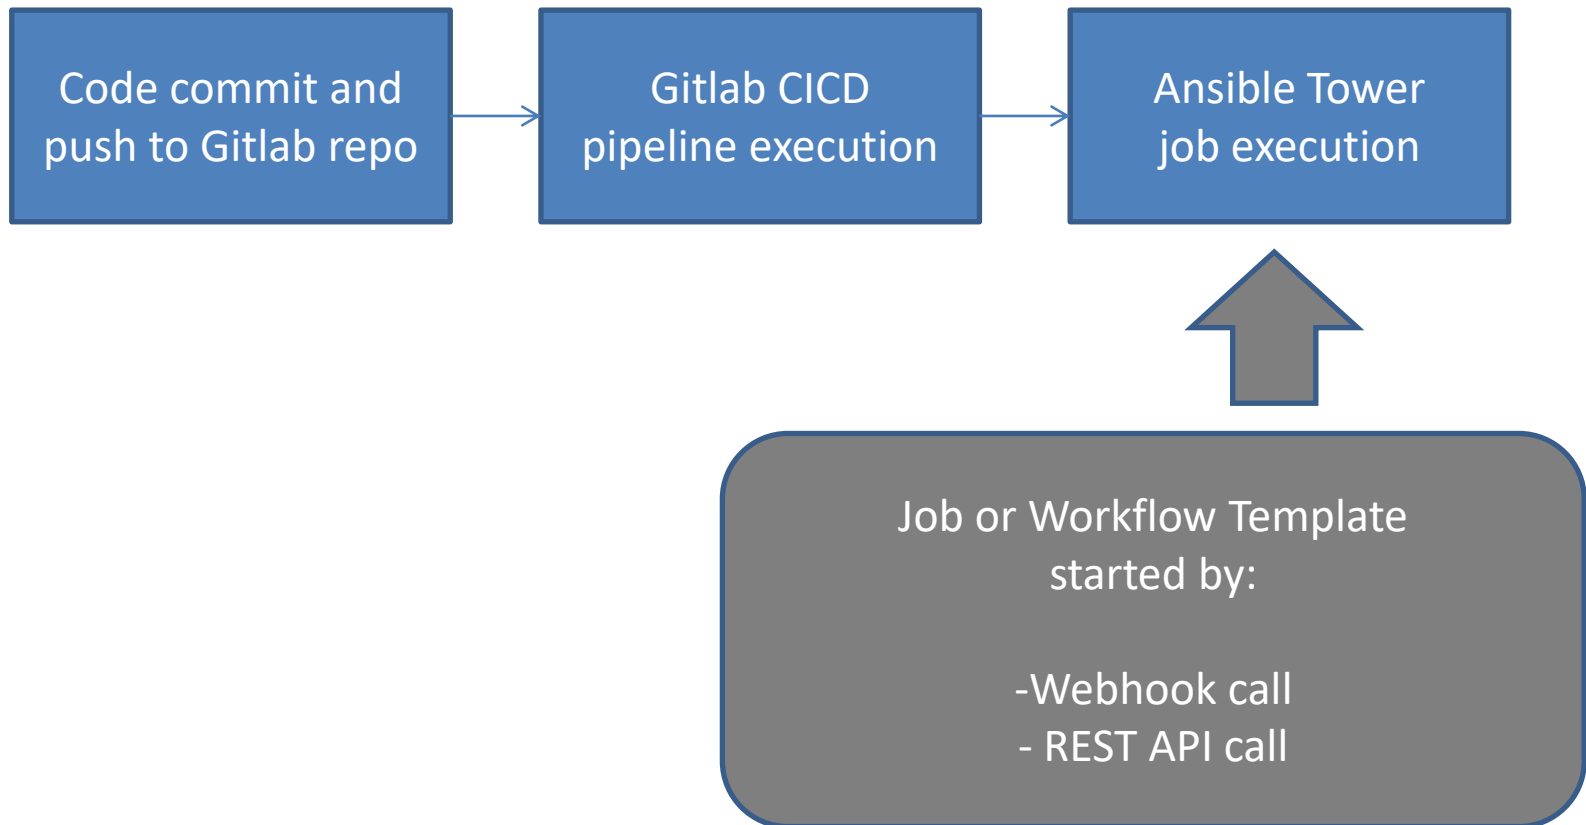 Code commit and
push to Gitlab repo
Gitlab CICD
pipeline execution
Ansible Tower
job execution
Job or Workflow Template
started by:
-Webhook call
- REST API call